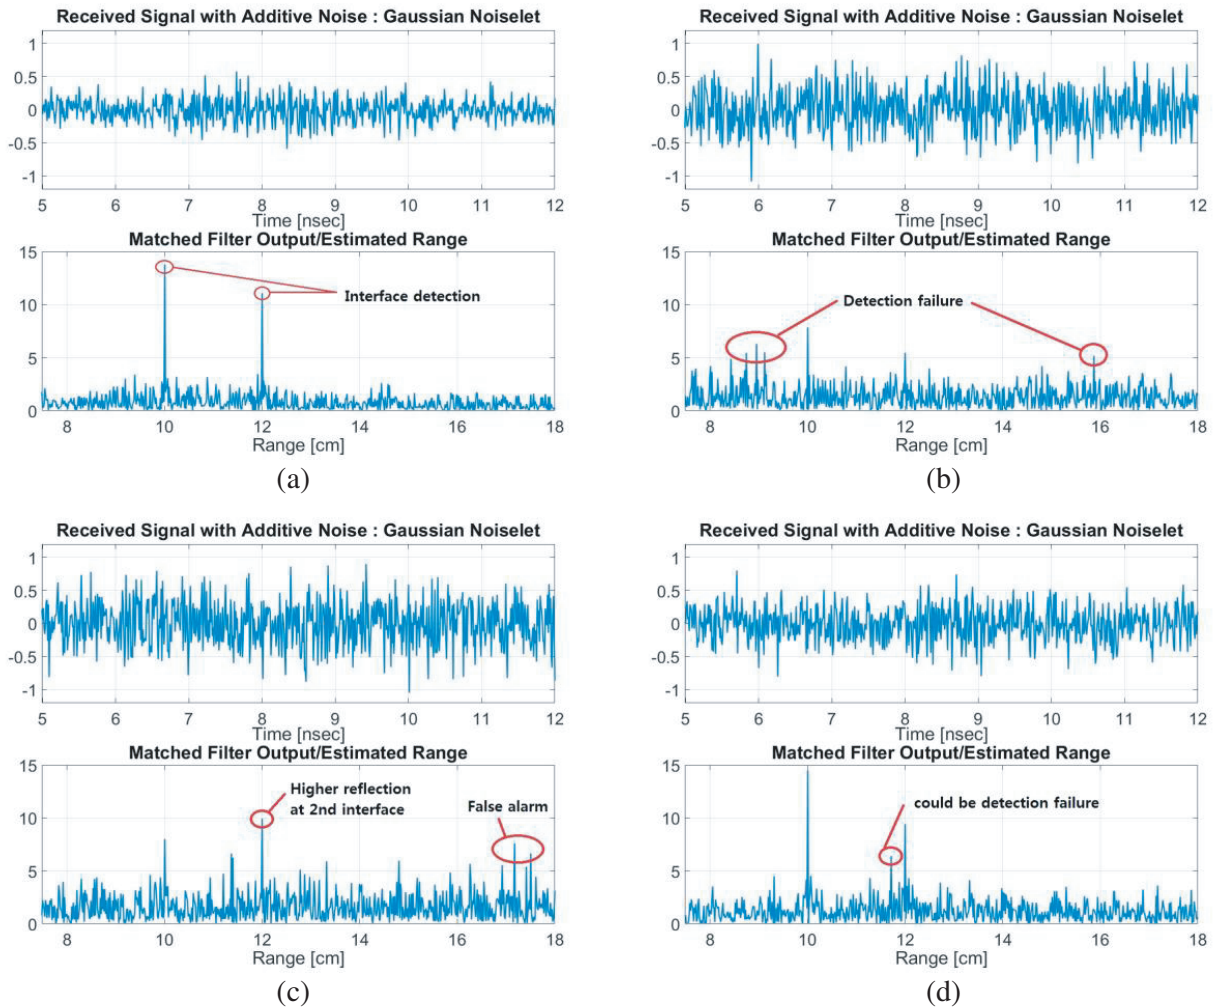 Received Signal with Additive Noise : Gaussian Noiselet
1
0.5
0
-0.5
-1
5 6 7 8 9 10 11 12
Time [nsec]
Matched Filter Output/Estimated Range
15
10
5
0
Interface detection
8 10 12 14 16 18
Range [cm]
(a)
Received Signal with Additive Noise : Gaussian Noiselet
1
0.5
0
-0.5
-1
5 6 7 8 9 10 11 12
Time [nsec]
Matched Filter Output/Estimated Range
15
10
5
0
Detection failure
8 10 12 14 16 18
Range [cm]
(b)
Received Signal with Additive Noise : Gaussian Noiselet
1
0.5
0
-0.5
-1
5 6 7 8 9 10 11 12
Time [nsec]
Matched Filter Output/Estimated Range
15
10
5
0
Higher reflection
at 2nd interface
False alarm
8 10 12 14 16 18
Range [cm]
(c)
Received Signal with Additive Noise : Gaussian Noiselet
1
0.5
0
-0.5
-1
5 6 7 8 9 10 11 12
Time [nsec]
Matched Filter Output/Estimated Range
15
10
5
0
could be detection failure
8 10 12 14 16 18
Range [cm]
(d)